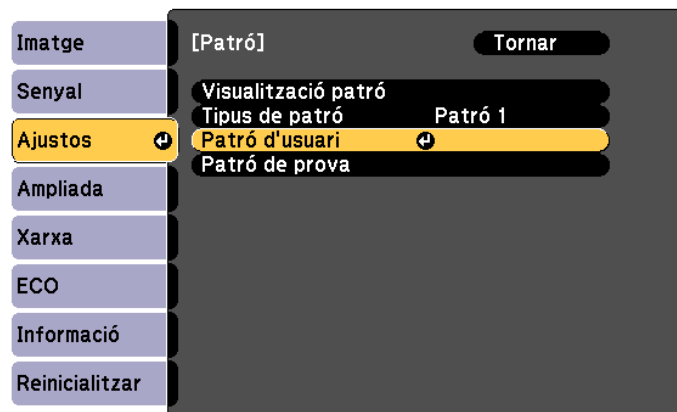 Imatge
Senyal
Ajustos
Ampliada
Xarxa
ECO
Informació
Reinicialitzar
[Patró] Tornar
Visualització patró
Tipus de patró Patró 1
Patró d'usuari
Patró de prova